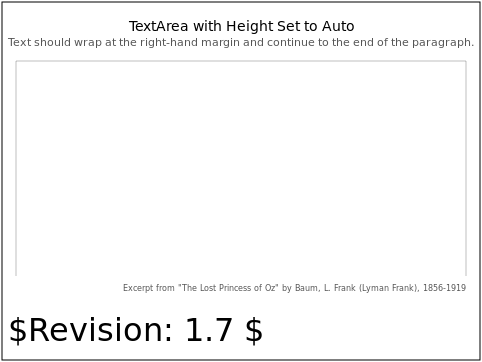 TextArea with Height Set to Auto
Text should wrap at the right-hand margin and continue to the end of the paragraph.
Excerpt from "The Lost Princess of Oz" by Baum, L. Frank (Lyman Frank), 1856-1919
$Revision: 1.7 $